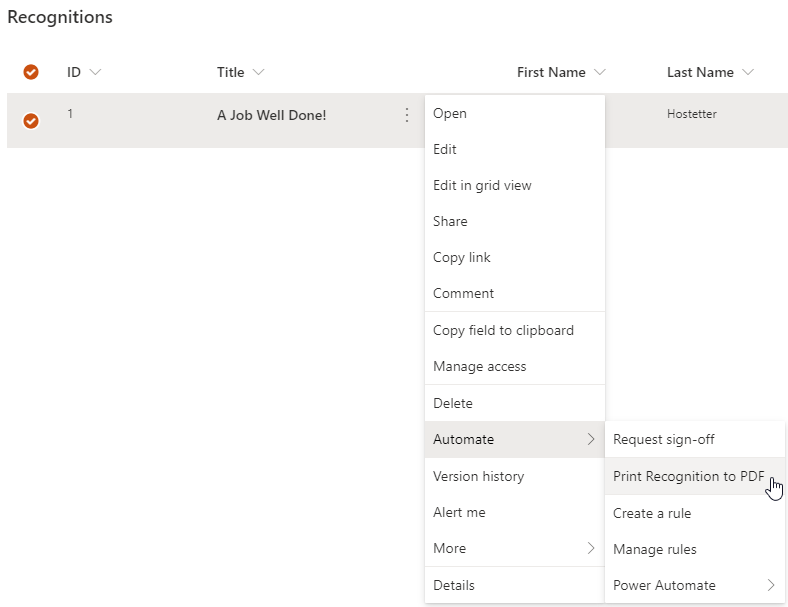 Recognitions
ID Title First Name Last Name
1 A Job Well Done! Hostetter
Open
Edit
Edit in grid view
Share
Copy link
Comment
Copy field to clipboard
Manage access
Delete
Automate
Version history
Alert me
More
Details
Request sign-off
Print Recognition to PDF
Create a rule
Manage rules
Power Automate